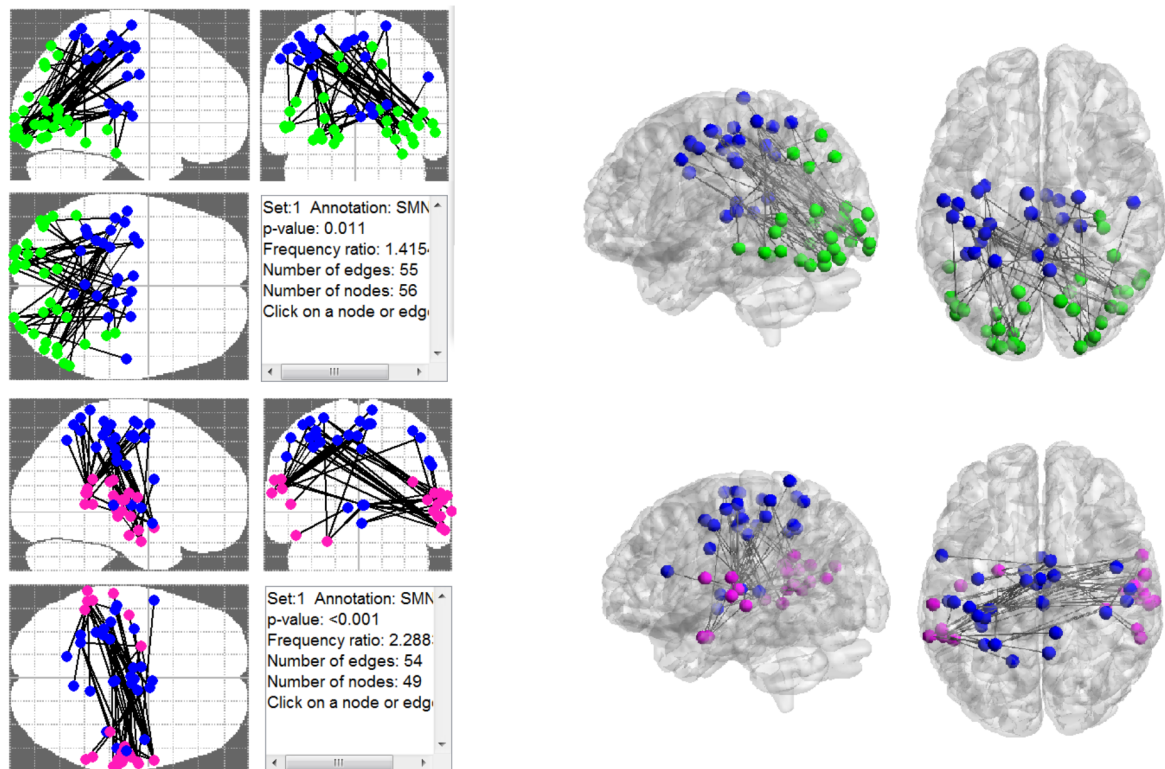 Set:1 Annotation: SMN
p-value: 0.011
Frequency ratio: 1.4154
Number of edges: 55
Number of nodes: 56
Click on a node or edg
Set:1 Annotation: SMN
p-value: <0.001
Frequency ratio: 2.288
Number of edges: 54
Number of nodes: 49
Click on a node or edg